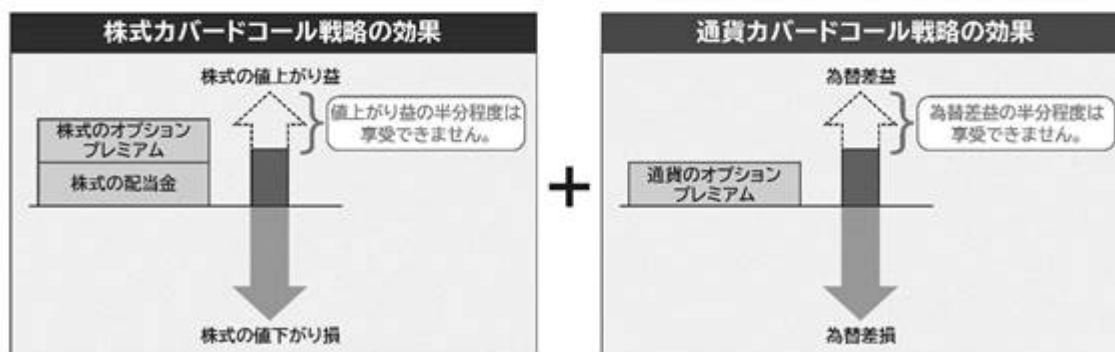 株式カバードコール戦略の効果
株式の値上がり益
値上がり益の半分程度は
享受できません。
株式のオプション
プレミアム
株式の配当金
株式の値下がり損
+
通貨カバードコール戦略の効果
為替差益
為替差益の半分程度は
享受できません。
通貨のオプション
プレミアム
為替差損